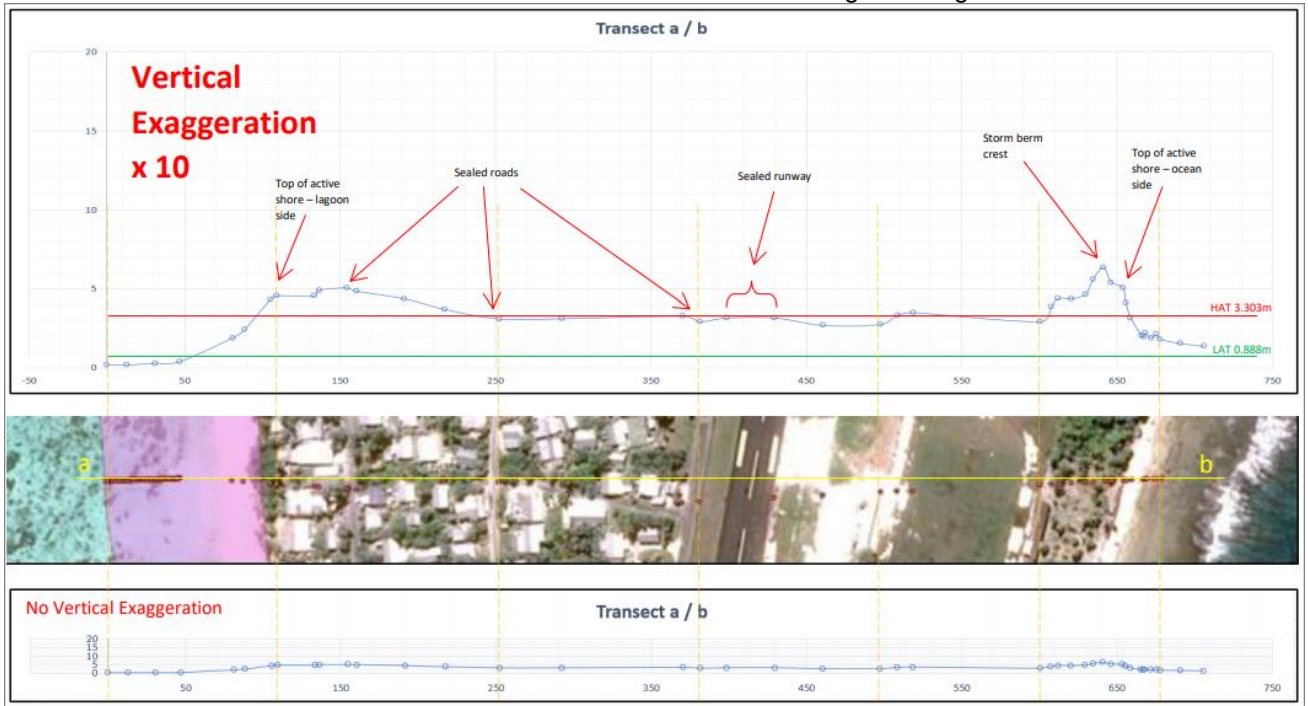 Transect a / b
20
15
10
5
0
Vertical
Exaggeration
x 10
Top of active
shore – lagoon
side
Sealed roads
Sealed runway
Storm berm
crest
Top of active
shore – ocean
side
HAT 3.303m
LAT 0.888m
-50 50 150 250 350 450 550 650 750
a b
No Vertical Exaggeration
Transect a / b
20
15
10
5
0
50 150 250 350 450 550 650 750